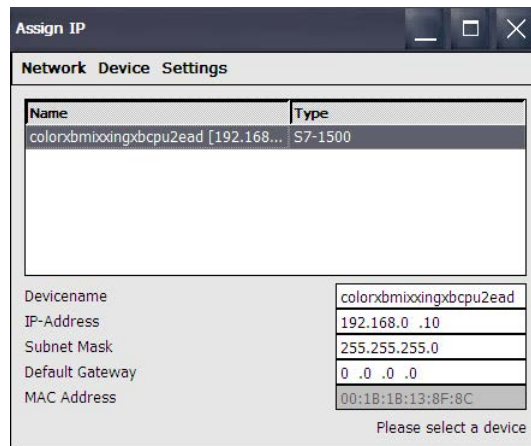 Assign IP
Network Device Settings
Name Type
colorxbmixxingxbcpu2ead [192.168... S7-1500
Devicename colorxbmixxingxbcpu2ead
IP-Address 192.168.0 .10
Subnet Mask 255.255.255.0
Default Gateway 0 .0 .0 .0
MAC Address 00:1B:1B:13:8F:8C
Please select a device